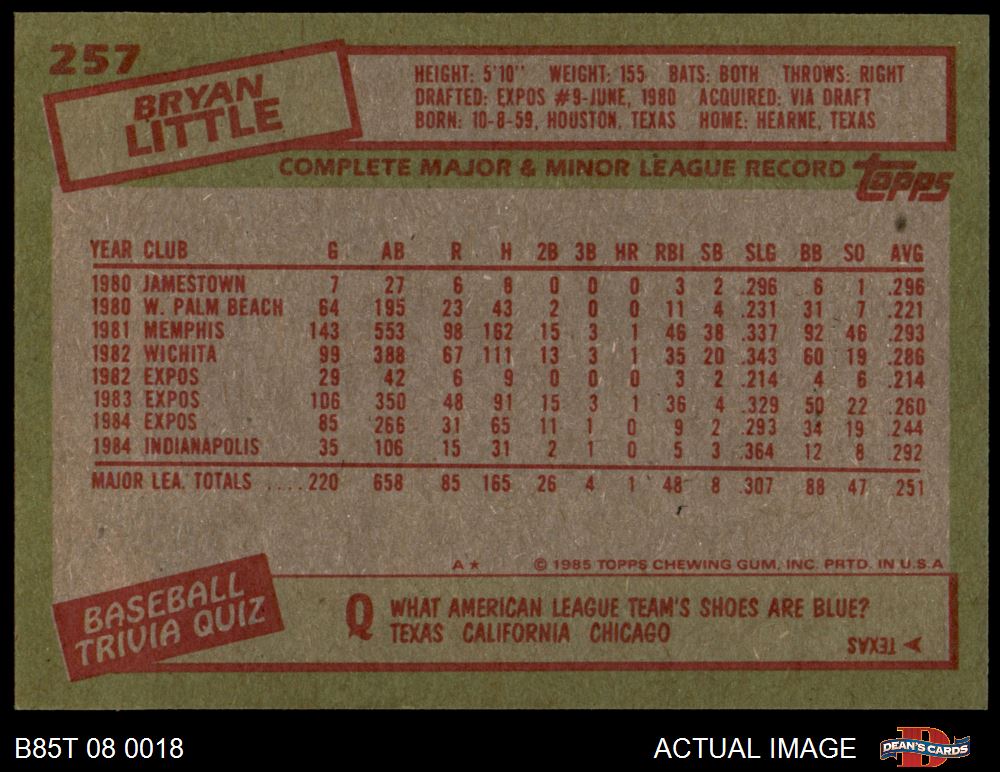 257
BRYAN
LITTLE
HEIGHT: 5'10" WEIGHT: 155 BATS: BOTH THROWS: RIGHT
DRAFTED: EXPOS #9-JUNE, 1980 ACQUIRED: VIA DRAFT
BORN: 10-8-59, HOUSTON, TEXAS HOME: HEARNE, TEXAS
COMPLETE MAJOR & MINOR LEAGUE RECORD
Topps
YEAR CLUB G AB R H 2B 3B HR RBI SB SLG BB SO AVG
1980 JAMESTOWN 7 27 6 8 0 0 0 3 2 .296 6 1 .296
1980 W. PALM BEACH 64 195 23 43 2 0 0 11 4 .231 31 7 .221
1981 MEMPHIS 143 553 98 162 15 3 1 46 38 .337 92 46 .293
1982 WICHITA 99 388 67 111 13 3 1 35 20 .343 60 19 .286
1982 EXPOS 29 42 6 9 0 0 0 3 2 .214 4 6 .214
1983 EXPOS 106 350 48 91 15 3 1 36 4 .329 50 22 .260
1984 EXPOS 85 266 31 65 11 1 0 9 2 .293 34 19 .244
1984 INDIANAPOLIS 35 106 15 31 2 1 0 5 3 .364 12 8 .292
MAJOR LEA. TOTALS ....220 658 85 165 26 4 1 48 8 .307 88 47 .251
A* © 1985 TOPPS CHEWING GUM, INC. PRTD. IN U.S.A
BASEBALL
TRIVIA QUIZ
Q WHAT AMERICAN LEAGUE TEAM'S SHOES ARE BLUE?
TEXAS CALIFORNIA CHICAGO
TEXAS
B85T 08 0018
ACTUAL IMAGE
D
DEAN'S CARDS